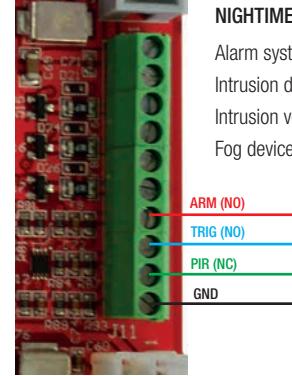 NIGHTIME
Alarm syst
Intrusion d
Intrusion v
Fog device
ARM (NO)
TRIG (NO)
PIR (NC)
GND
J11